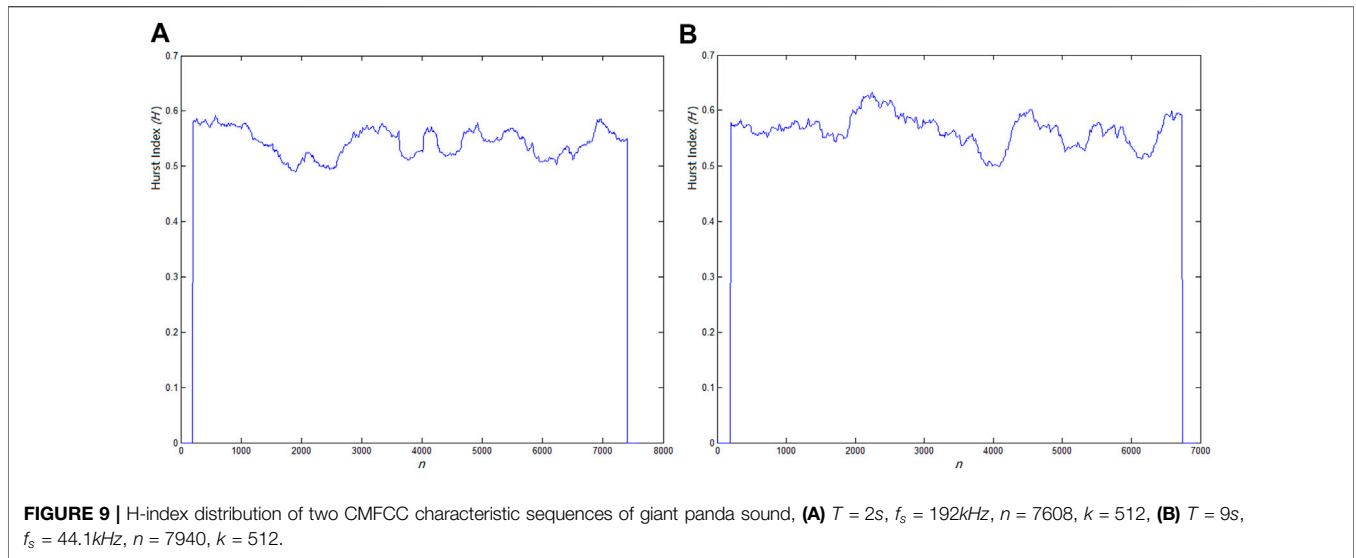 A
B
0.7
0.6
0.5
0.4
0.3
0.2
0.1
0
Hurst Index (H)
0 1000 2000 3000 4000 5000 6000 7000 8000
n
0.7
0.6
0.5
0.4
0.3
0.2
0.1
0
Hurst Index (H)
0 1000 2000 3000 4000 5000 6000 7000
n
FIGURE 9 | H-index distribution of two CMFCC characteristic sequences of giant panda sound, (A) T = 2s, fs = 192kHz, n = 7608, k = 512, (B) T = 9s,
fs = 44.1kHz, n = 7940, k = 512.